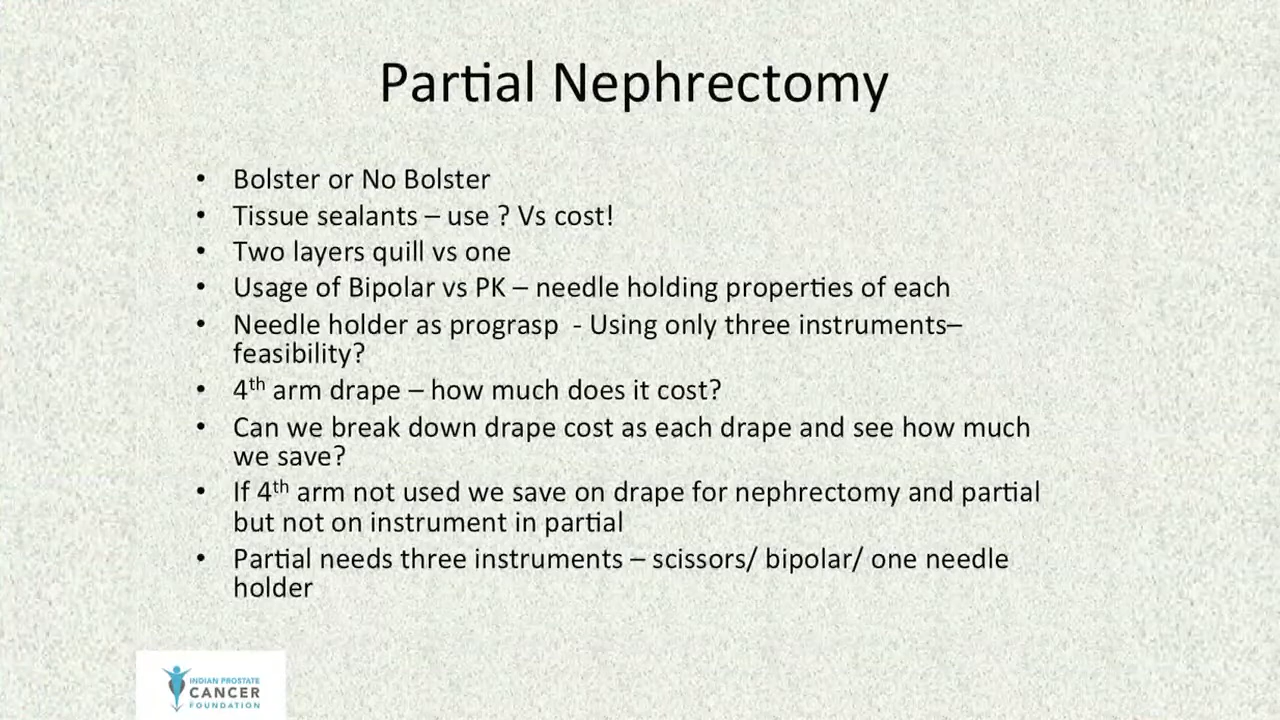 Partial Nephrectomy
• Bolster or No Bolster
• Tissue sealants – use ? Vs cost!
• Two layers quill vs one
• Usage of Bipolar vs PK – needle holding properties of each
• Needle holder as prograsp - Using only three instruments–
feasibility?
• 4th arm drape – how much does it cost?
• Can we break down drape cost as each drape and see how much
we save?
• If 4th arm not used we save on drape for nephrectomy and partial
but not on instrument in partial
• Partial needs three instruments – scissors/ bipolar/ one needle
holder
INDIAN PROSTATE
CANCER
FOUNDATION